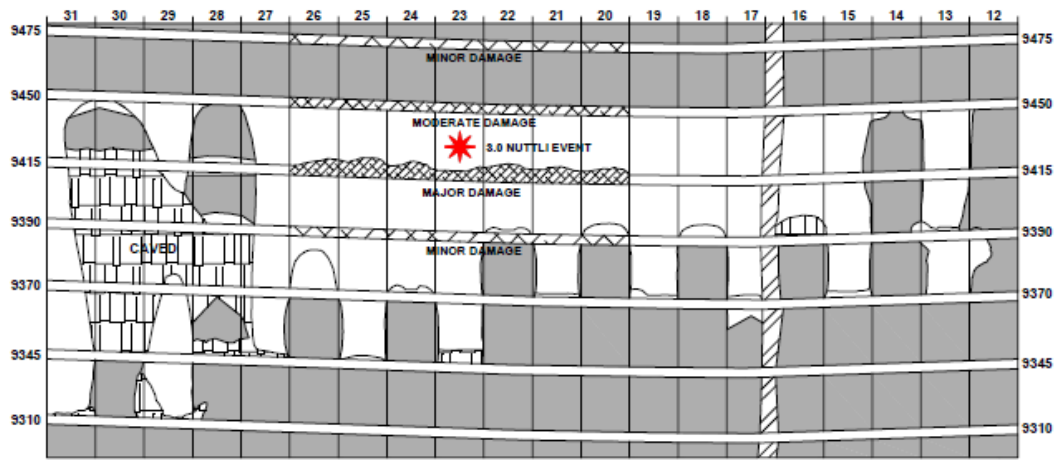 31 30 29 28 27 26 25 24 23 22 21 20 19 18 17 16 15 14 13 12
9475 9475
MINOR DAMAGE
9450 9450
MODERATE DAMAGE
3.0 NUTTLI EVENT
9415 9415
MAJOR DAMAGE
9390 9390
CAVED
MINOR DAMAGE
9370 9370
9345 9345
9310 9310